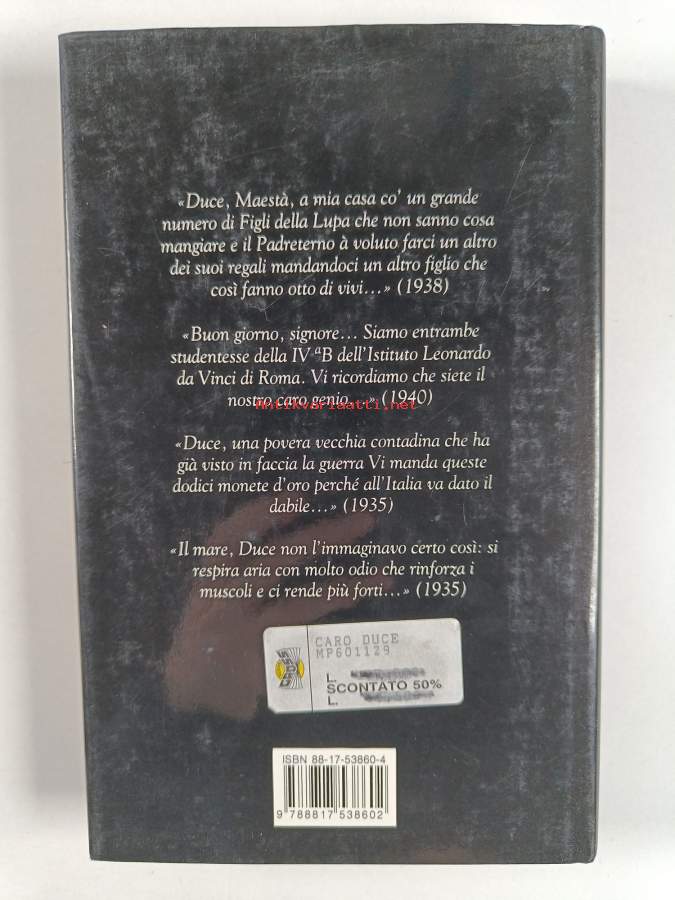 «Duce, Maestà, a mia casa co' un grande
numero di Figli della Lupa che non sanno cosa
mangiare e il Padreterno à voluto farci un altro
dei suoi regali mandandoci un altro figlio che
così fanno otto di vivi...» (1938)
«Buon giorno, signore... Siamo entrambe
studentesse della IV ªB dell'Istituto Leonardo
da Vinci di Roma. Vi ricordiamo che siete il
nostro caro genio...» (1940)
Antikvariaatti.net
«Duce, una povera vecchia contadina che ha
già visto in faccia la guerra Vi manda queste
dodici monete d'oro perché all'Italia va dato il
dabile...» (1935)
«Il mare, Duce non l'immaginavo certo così: si
respira aria con molto odio che rinforza i
muscoli e ci rende più forti...» (1935)
CARO DUCE
MP601129
L.
SCONTATO 50%
L.
ISBN 88-17-53860-4
9 788817 538602